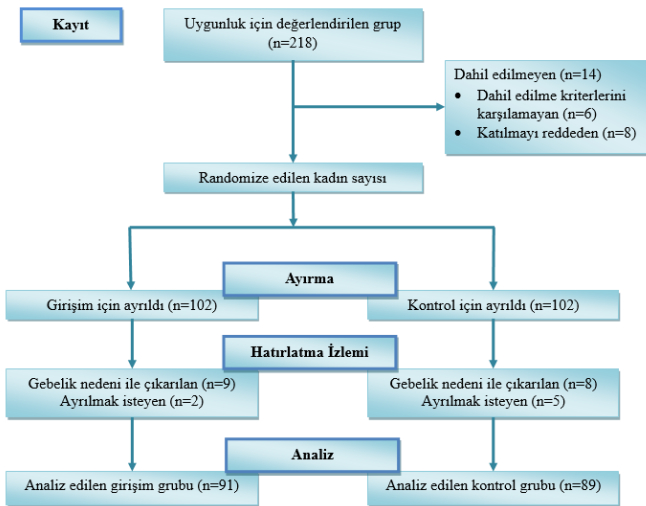 Kayıt
Uygunluk için değerlendirilen grup
(n=218)
Dahil edilmeyen (n=14)
• Dahil edilme kriterlerini
karşılamayan (n=6)
• Katılmayı reddeden (n=8)
Randomize edilen kadın sayısı
Ayırma
Girişim için ayrıldı (n=102)
Kontrol için ayrıldı (n=102)
Hatırlatma İzlemi
Gebelik nedeni ile çıkarılan (n=9)
Ayrılmak isteyen (n=2)
Gebelik nedeni ile çıkarılan (n=8)
Ayrılmak isteyen (n=5)
Analiz
Analiz edilen girişim grubu (n=91)
Analiz edilen kontrol grubu (n=89)